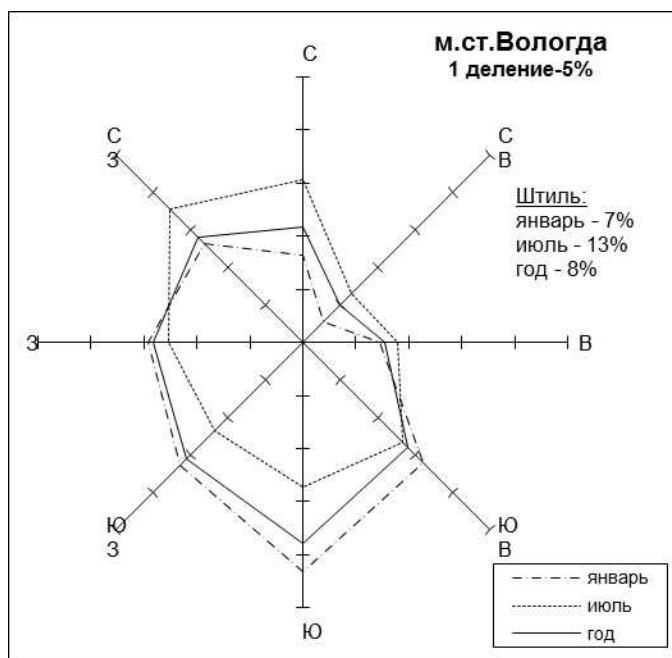 м.ст.Вологда
1 деление-5%
С
С
З
С
В
Штиль:
январь - 7%
июль - 13%
год - 8%
З
В
Ю
З
Ю
В
Ю
январь
июль
год